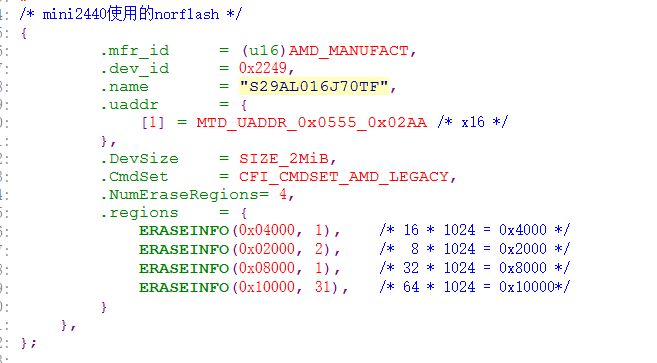 /* mini2440使用的norflash */
{
.mfr_id = (u16)AMD_MANUFACT,
.dev_id = 0x2249,
.name = "S29AL016J70TF",
.uaddr = {
[1] = MTD_UADDR_0x0555_0x02AA /* x16 */
},
.DevSize = SIZE_2MiB,
.CmdSet = CFI_CMDSET_AMD_LEGACY,
.NumEraseRegions= 4,
.regions = {
ERASEINFO(0x04000, 1), /* 16 * 1024 = 0x4000 */
ERASEINFO(0x02000, 2), /* 8 * 1024 = 0x2000 */
ERASEINFO(0x08000, 1), /* 32 * 1024 = 0x8000 */
ERASEINFO(0x10000, 31), /* 64 * 1024 = 0x10000*/
}
},
};